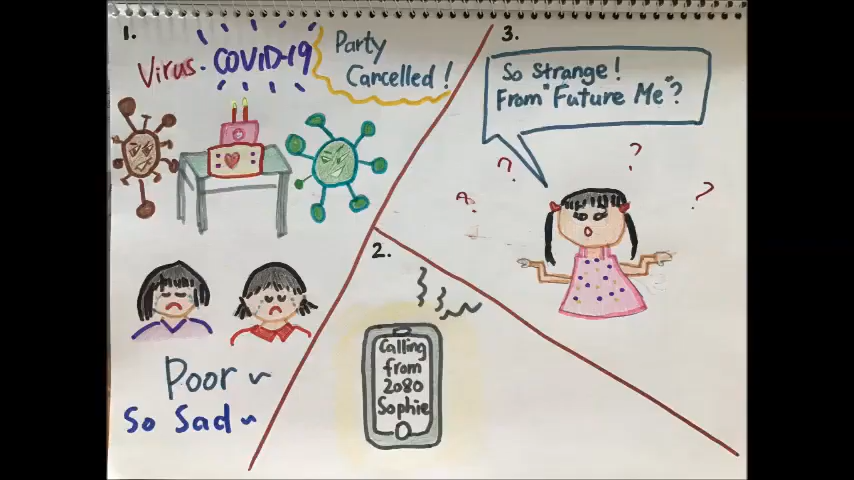 1.
Virus. COVID-19
Party
Cancelled!
Poor~
So Sad~
2.
Calling
from
2080
Sophie
3.
So strange!
From "Future Me"?
? ? ? ?